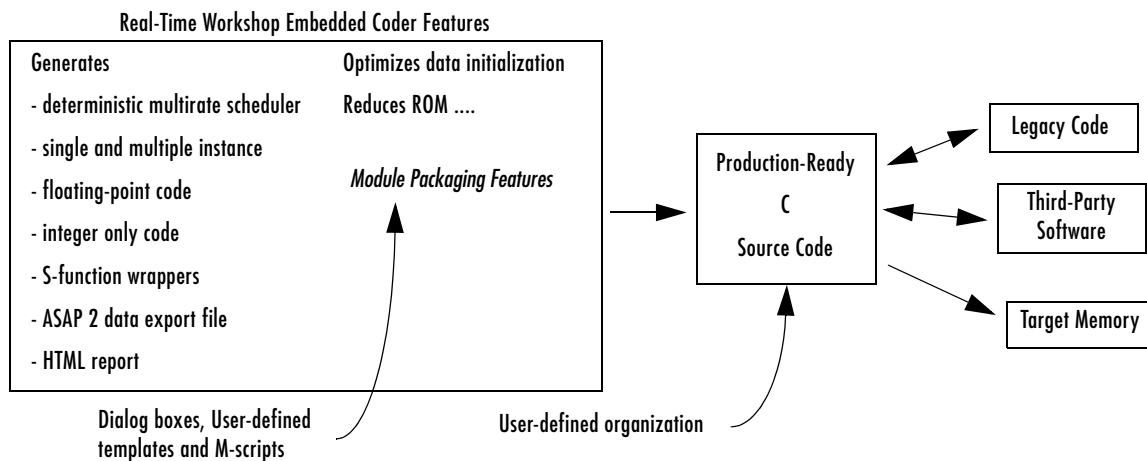 Real-Time Workshop Embedded Coder Features
Generates
- deterministic multirate scheduler
- single and multiple instance
- floating-point code
- integer only code
- S-function wrappers
- ASAP 2 data export file
- HTML report
Optimizes data initialization
Reduces ROM ....
Module Packaging Features
Dialog boxes, User-defined
templates and M-scripts
Production-Ready
C
Source Code
User-defined organization
Legacy Code
Third-Party
Software
Target Memory